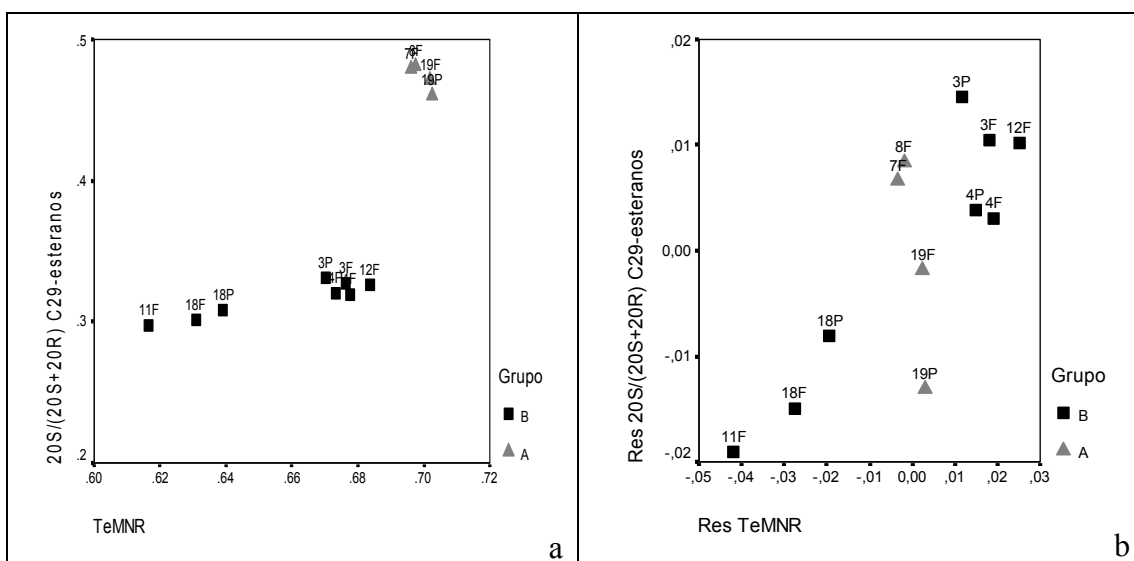 .5
.4
.3
.2
20S/(20S+20R) C29-esteranos
7F 8F
19F
19P
3P 3F 12F
4P 4F
11F 18F 18P
.60 .62 .64 .66 .68 .70 .72
TeMNR
Grupo
B
A
a
,02
,01
0,00
-,01
-,02
Res 20S/(20S+20R) C29-esteranos
3P
3F 12F
8F
7F
4P 4F
19F
18P
19P
18F
11F
-,05 -,04 -,03 -,02 -,01 0,00 ,01 ,02 ,03
Res TeMNR
Grupo
B
A
b